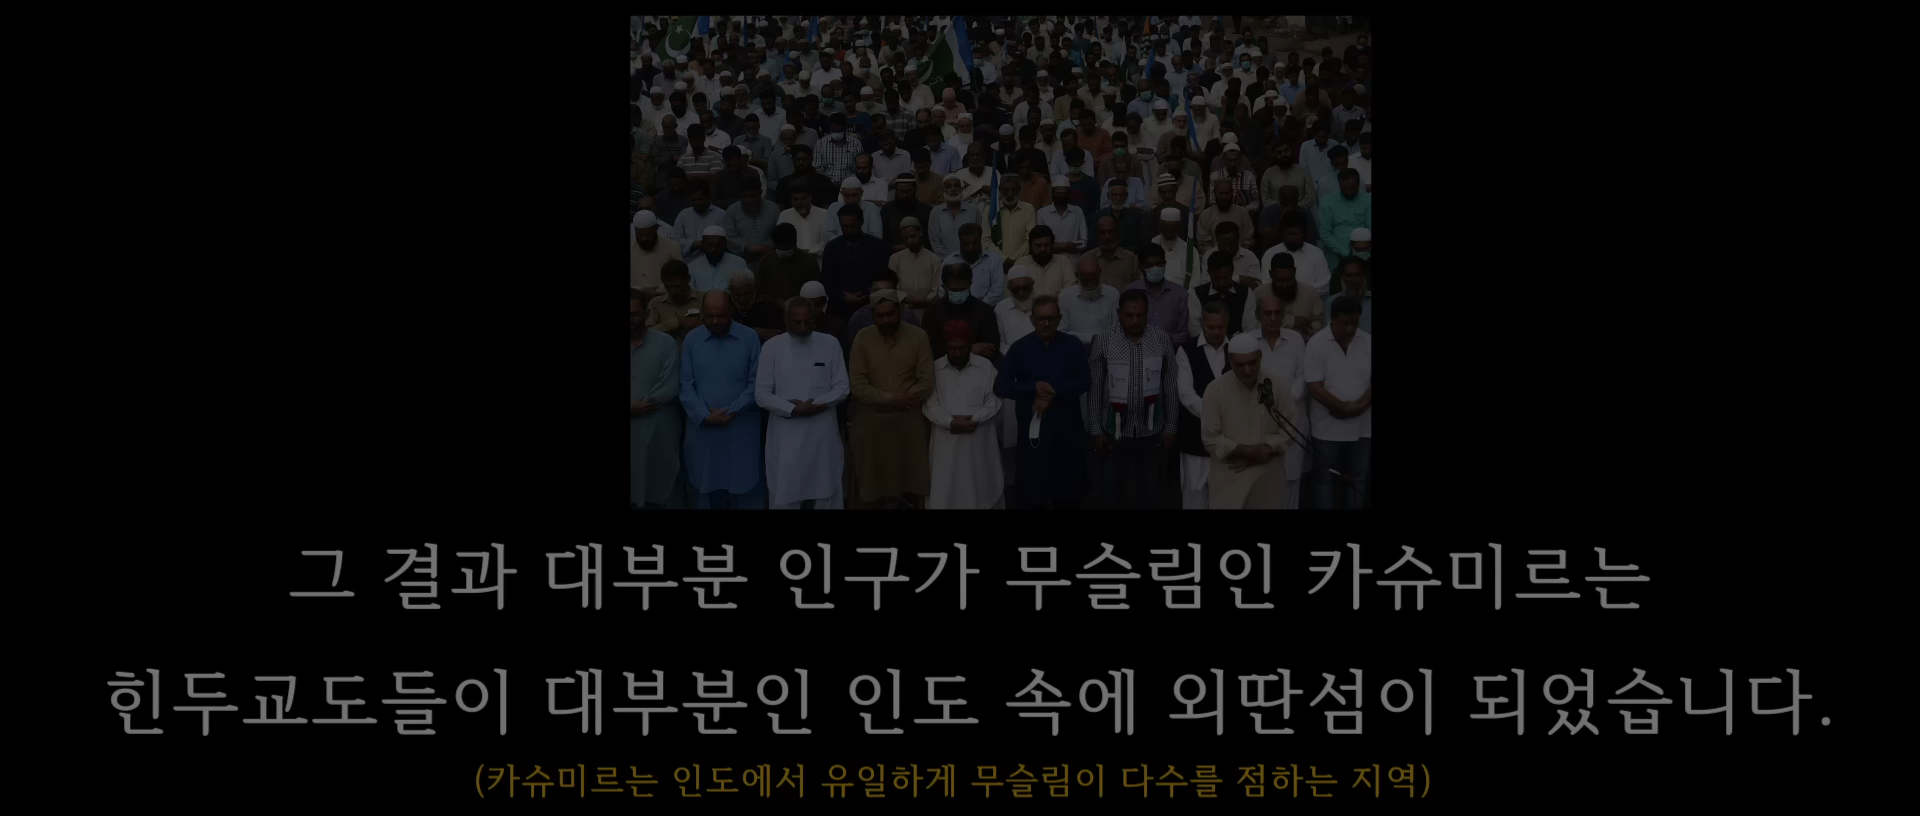 그 결과 대부분 인구가 무슬림인 카슈미르는
힌두교도들이 대부분인 인도 속에 외딴섬이 되었습니다.
(카슈미르는 인도에서 유일하게 무슬림이 다수를 점하는 지역)